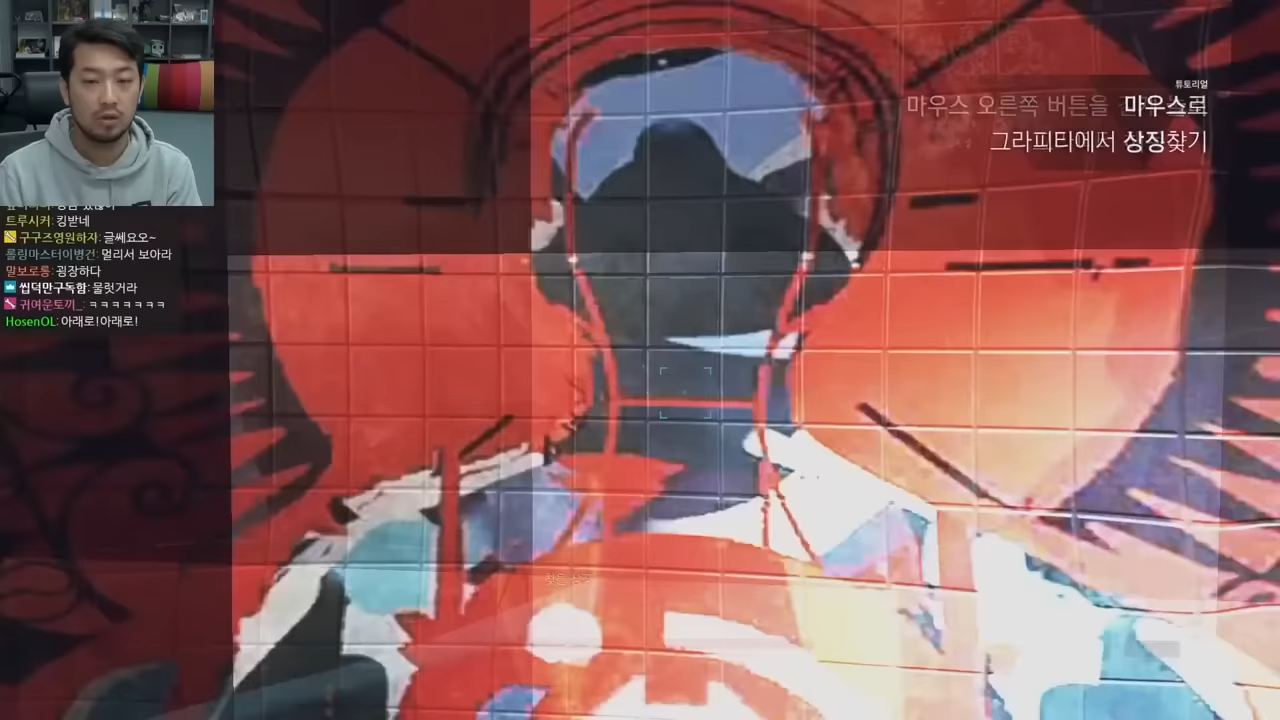 튜토리얼
마우스 오른쪽 버튼을 마우스로
그라피티에서 상징찾기
트루시커: 킹받네
구구즈영원하자: 글쎄요오~
롤링마스터이병건: 멀리서 보아라
말보로롱: 굉장하다
씹덕만구독함: 물럿거라
귀여운토끼_: ㅋㅋㅋㅋㅋㅋㅋ
HosenOL: 아래로!아래로!